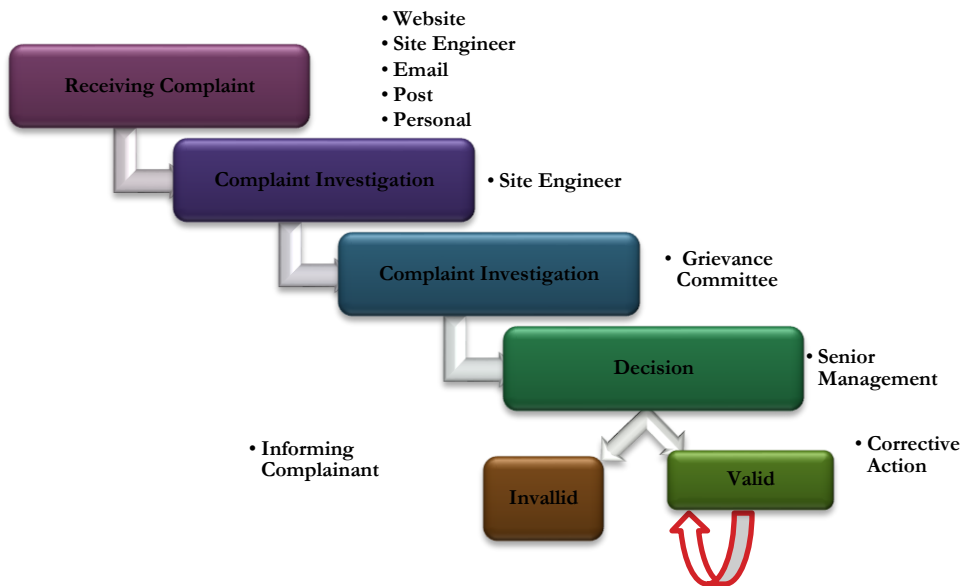 • Website
• Site Engineer
• Email
• Post
• Personal
Receiving Complaint
Complaint Investigation
• Site Engineer
Complaint Investigation
• Grievance
Committee
Decision
• Senior
Management
• Informing
Complainant
Invallid
Valid
• Corrective
Action